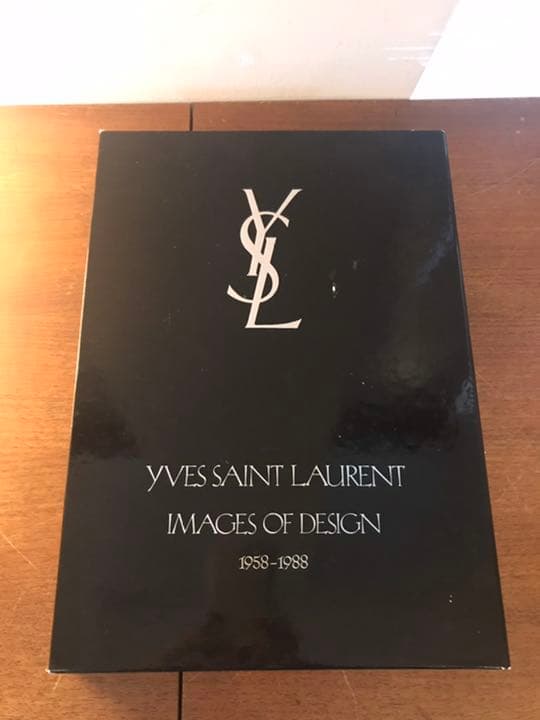 YSL
YVES SAINT LAURENT
IMAGES OF DESIGN
1958-1988